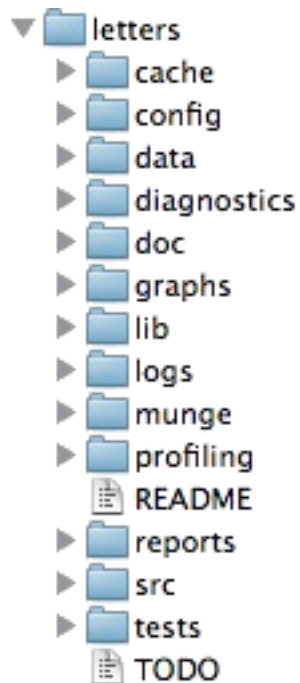 letters
cache
config
data
diagnostics
doc
graphs
lib
logs
munge
profiling
README
reports
src
tests
TODO